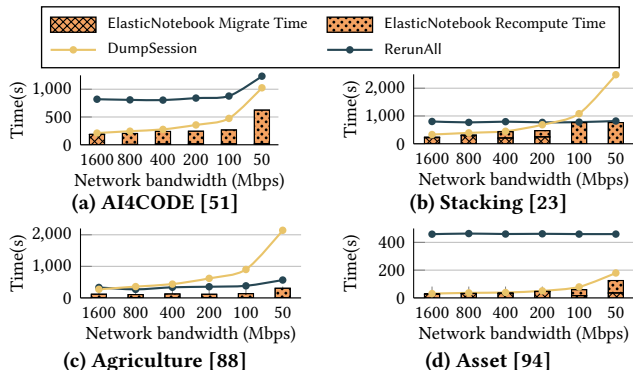 ElasticNotebook Migrate Time ElasticNotebook Recompute Time
DumpSession RerunAll
Time(s)
1,000
500
0
1600 800 400 200 100 50
Network bandwidth (Mbps)
(a) AI4CODE [51]
Time(s)
2,000
1,000
0
1600 800 400 200 100 50
Network bandwidth (Mbps)
(b) Stacking [23]
Time(s)
2,000
1,000
0
1600 800 400 200 100 50
Network bandwidth (Mbps)
(c) Agriculture [88]
Time(s)
400
200
0
1600 800 400 200 100 50
Network bandwidth (Mbps)
(d) Asset [94]